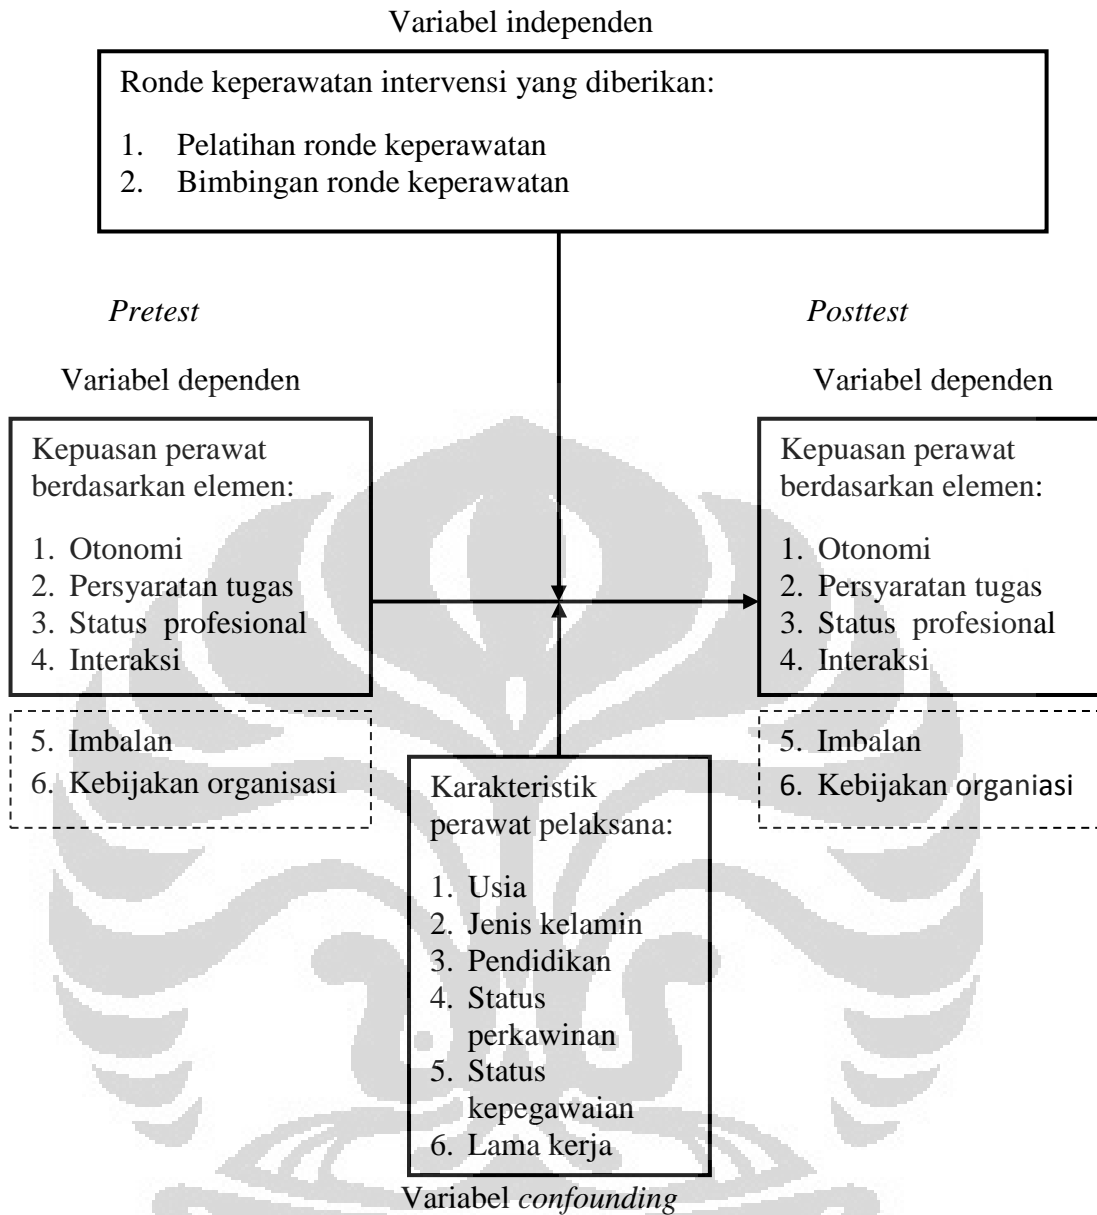 Variabel independen
Ronde keperawatan intervensi yang diberikan:
1. Pelatihan ronde keperawatan
2. Bimbingan ronde keperawatan
Pretest
Posttest
Variabel dependen
Variabel dependen
Kepuasan perawat
berdasarkan elemen:
1. Otonomi
2. Persyaratan tugas
3. Status profesional
4. Interaksi
5. Imbalan
6. Kebijakan organisasi
Kepuasan perawat
berdasarkan elemen:
1. Otonomi
2. Persyaratan tugas
3. Status profesional
4. Interaksi
5. Imbalan
6. Kebijakan organiasi
Karakteristik
perawat pelaksana:
1. Usia
2. Jenis kelamin
3. Pendidikan
4. Status
perkawinan
5. Status
kepegawaian
6. Lama kerja
Variabel confounding